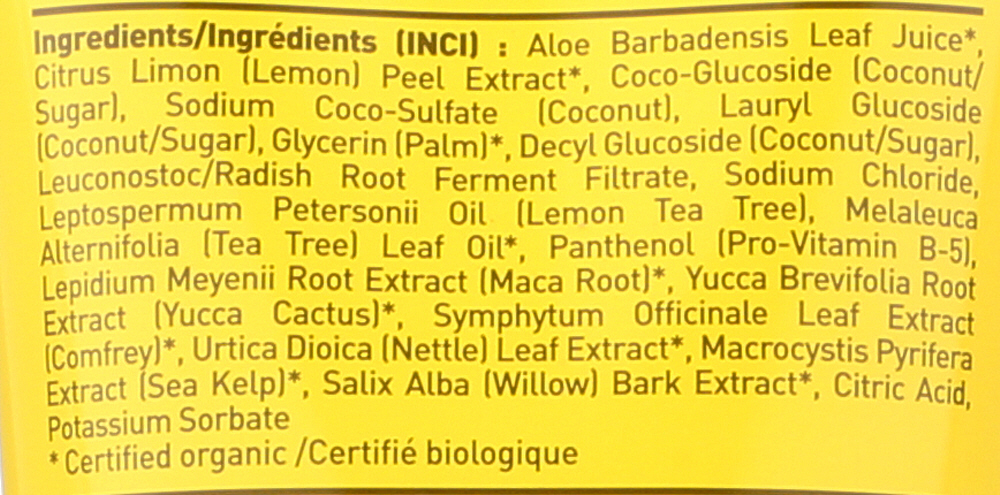 Ingredients/Ingrédients (INCI) : Aloe Barbadensis Leaf Juice*,
Citrus Limon (Lemon) Peel Extract*, Coco-Glucoside (Coconut/
Sugar), Sodium Coco-Sulfate (Coconut), Lauryl Glucoside
(Coconut/Sugar), Glycerin (Palm)*, Decyl Glucoside (Coconut/Sugar),
Leuconostoc/Radish Root Ferment Filtrate, Sodium Chloride,
Leptospermum Petersonii Oil (Lemon Tea Tree), Melaleuca
Alternifolia (Tea Tree) Leaf Oil*, Panthenol (Pro-Vitamin B-5),
Lepidium Meyenii Root Extract (Maca Root)*, Yucca Brevifolia Root
Extract (Yucca Cactus)*, Symphytum Officinale Leaf Extract
(Comfrey)*, Urtica Dioica (Nettle) Leaf Extract*, Macrocystis Pyrifera
Extract (Sea Kelp)*, Salix Alba (Willow) Bark Extract*, Citric Acid,
Potassium Sorbate
* Certified organic /Certifié biologique